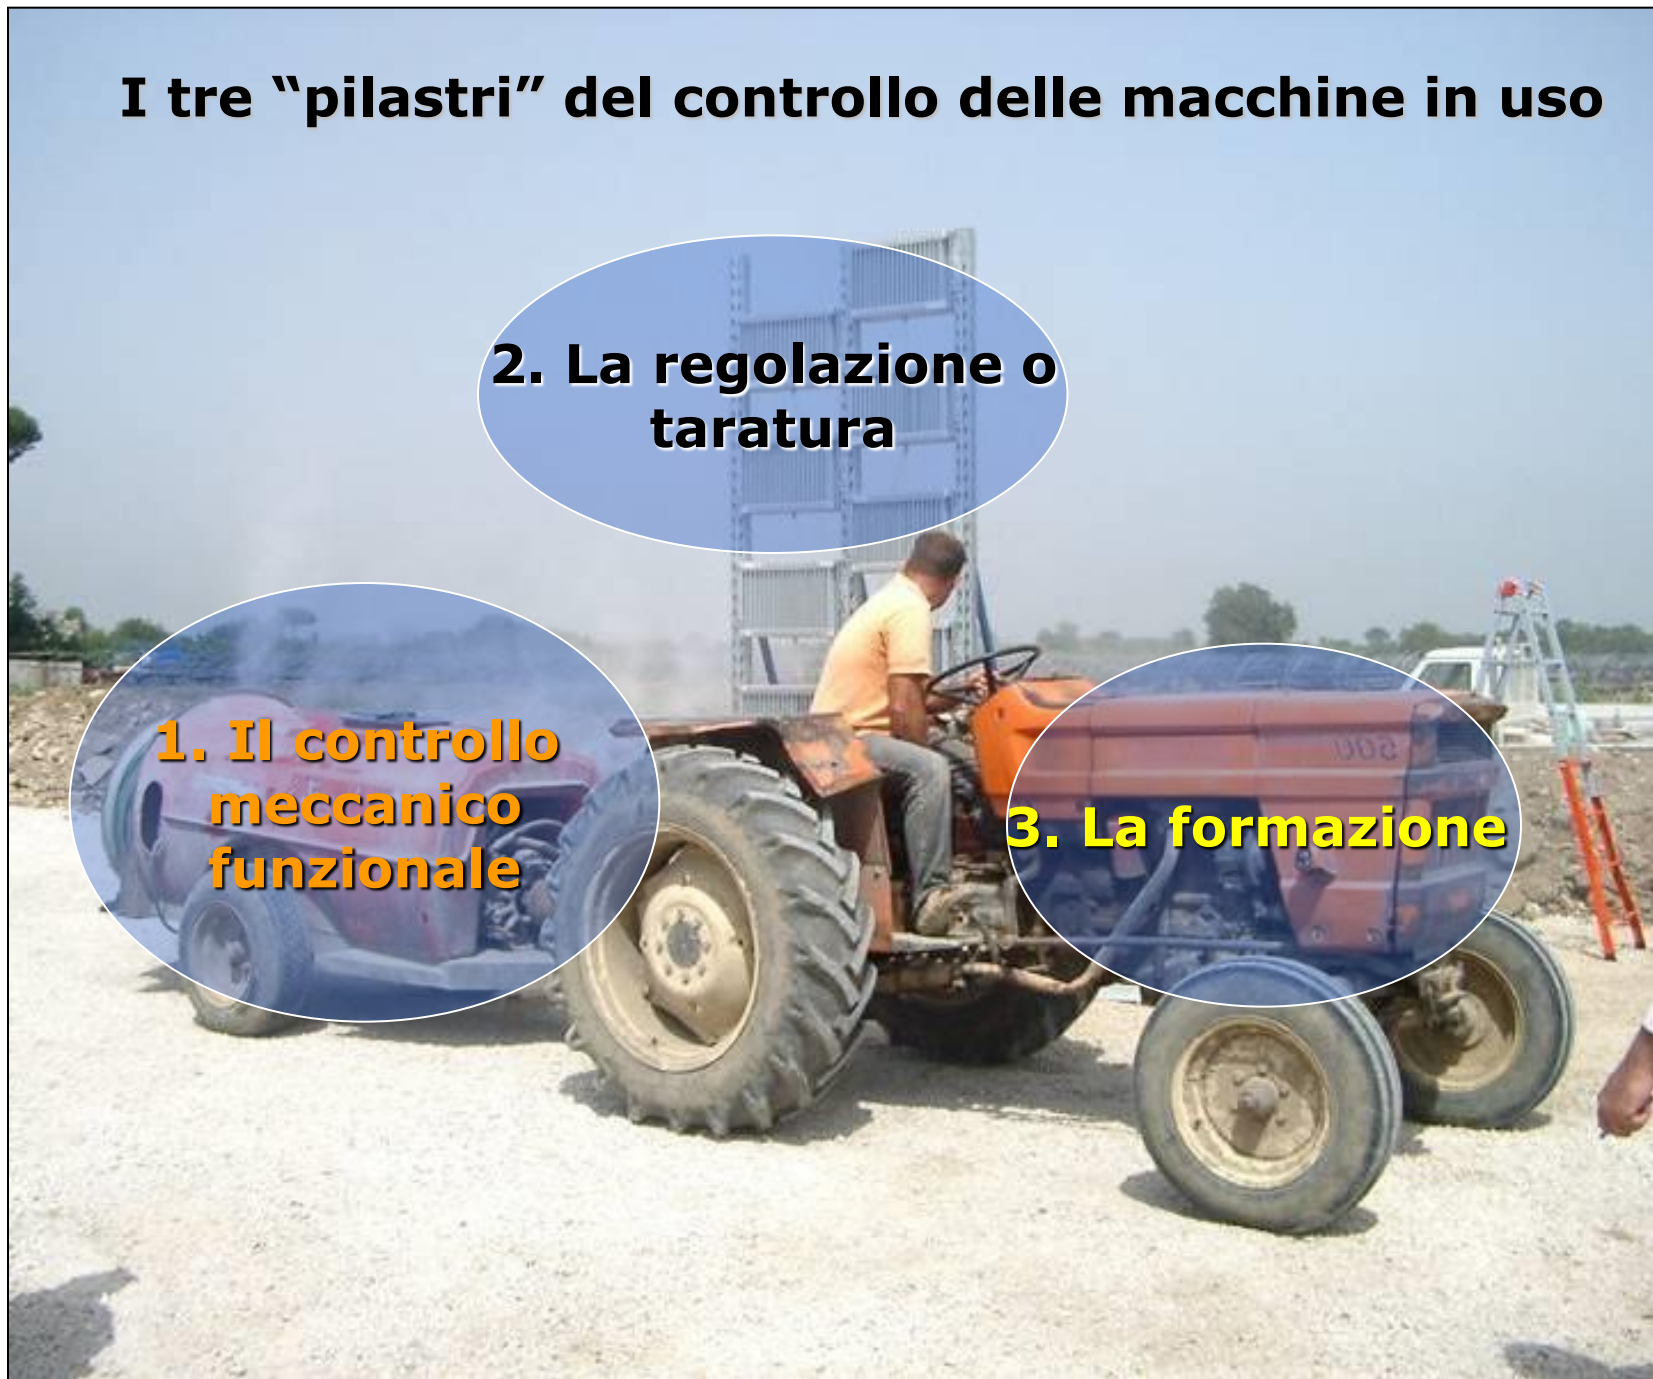 I tre “pilastri” del controllo delle macchine in uso
2. La regolazione o
taratura
1. Il controllo
meccanico
funzionale
3. La formazione
500